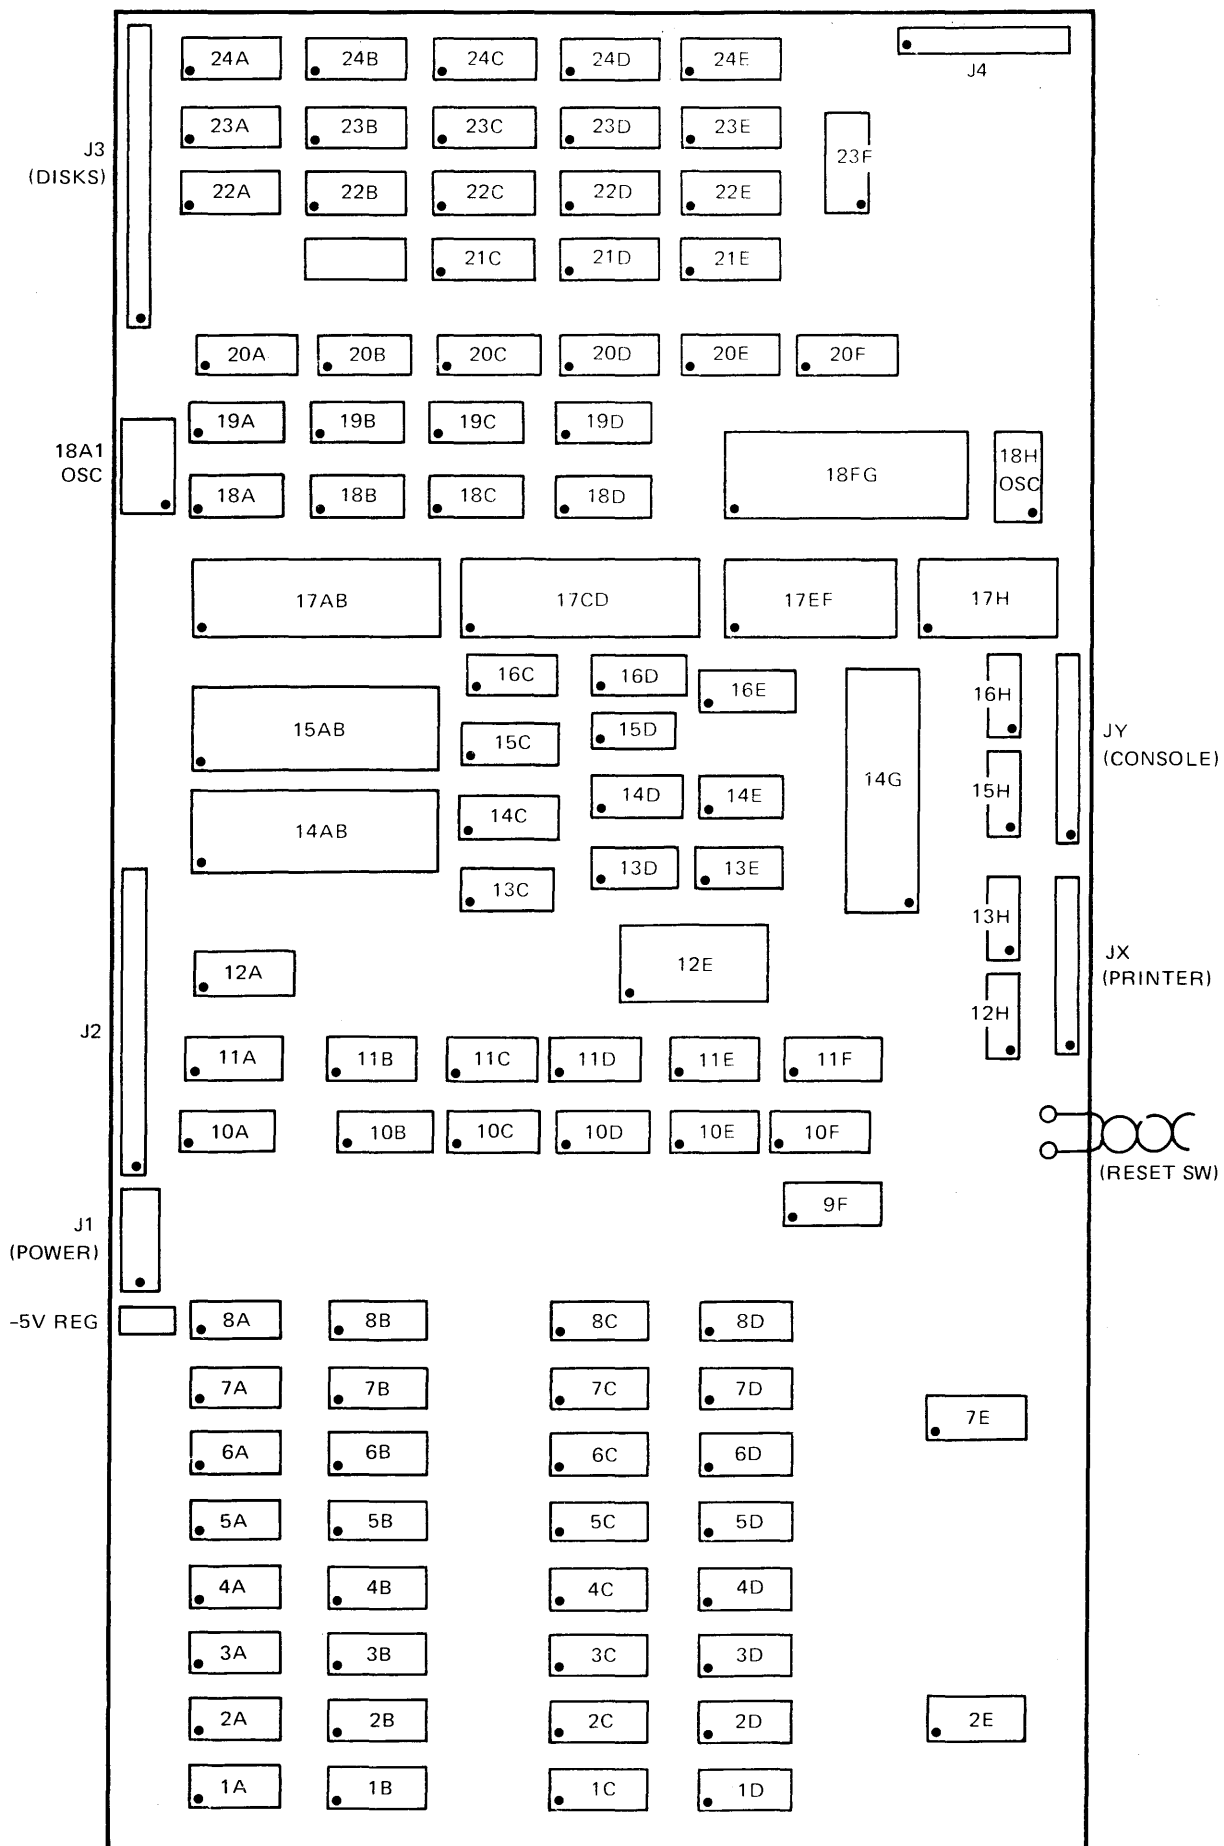 24A 24B 24C 24D 24E
J4
23A 23B 23C 23D 23E
23F
J3
(DISKS)
22A 22B 22C 22D 22E
21C 21D 21E
20A 20B 20C 20D 20E 20F
19A 19B 19C 19D
18A1
OSC
18FG
18H
OSC
18A 18B 18C 18D
17AB 17CD 17EF 17H
16C 16D 16E
16H
15AB 15C 15D
JY
(CONSOLE)
14G
15H
14AB 14C 14D 14E
13C 13D 13E
13H
12A 12E
JX
(PRINTER)
12H
J2
11A 11B 11C 11D 11E 11F
10A 10B 10C 10D 10E 10F
(RESET SW)
9F
J1
(POWER)
-5V REG
8A 8B 8C 8D
7A 7B 7C 7D
7E
6A 6B 6C 6D
5A 5B 5C 5D
4A 4B 4C 4D
3A 3B 3C 3D
2A 2B 2C 2D 2E
1A 1B 1C 1D